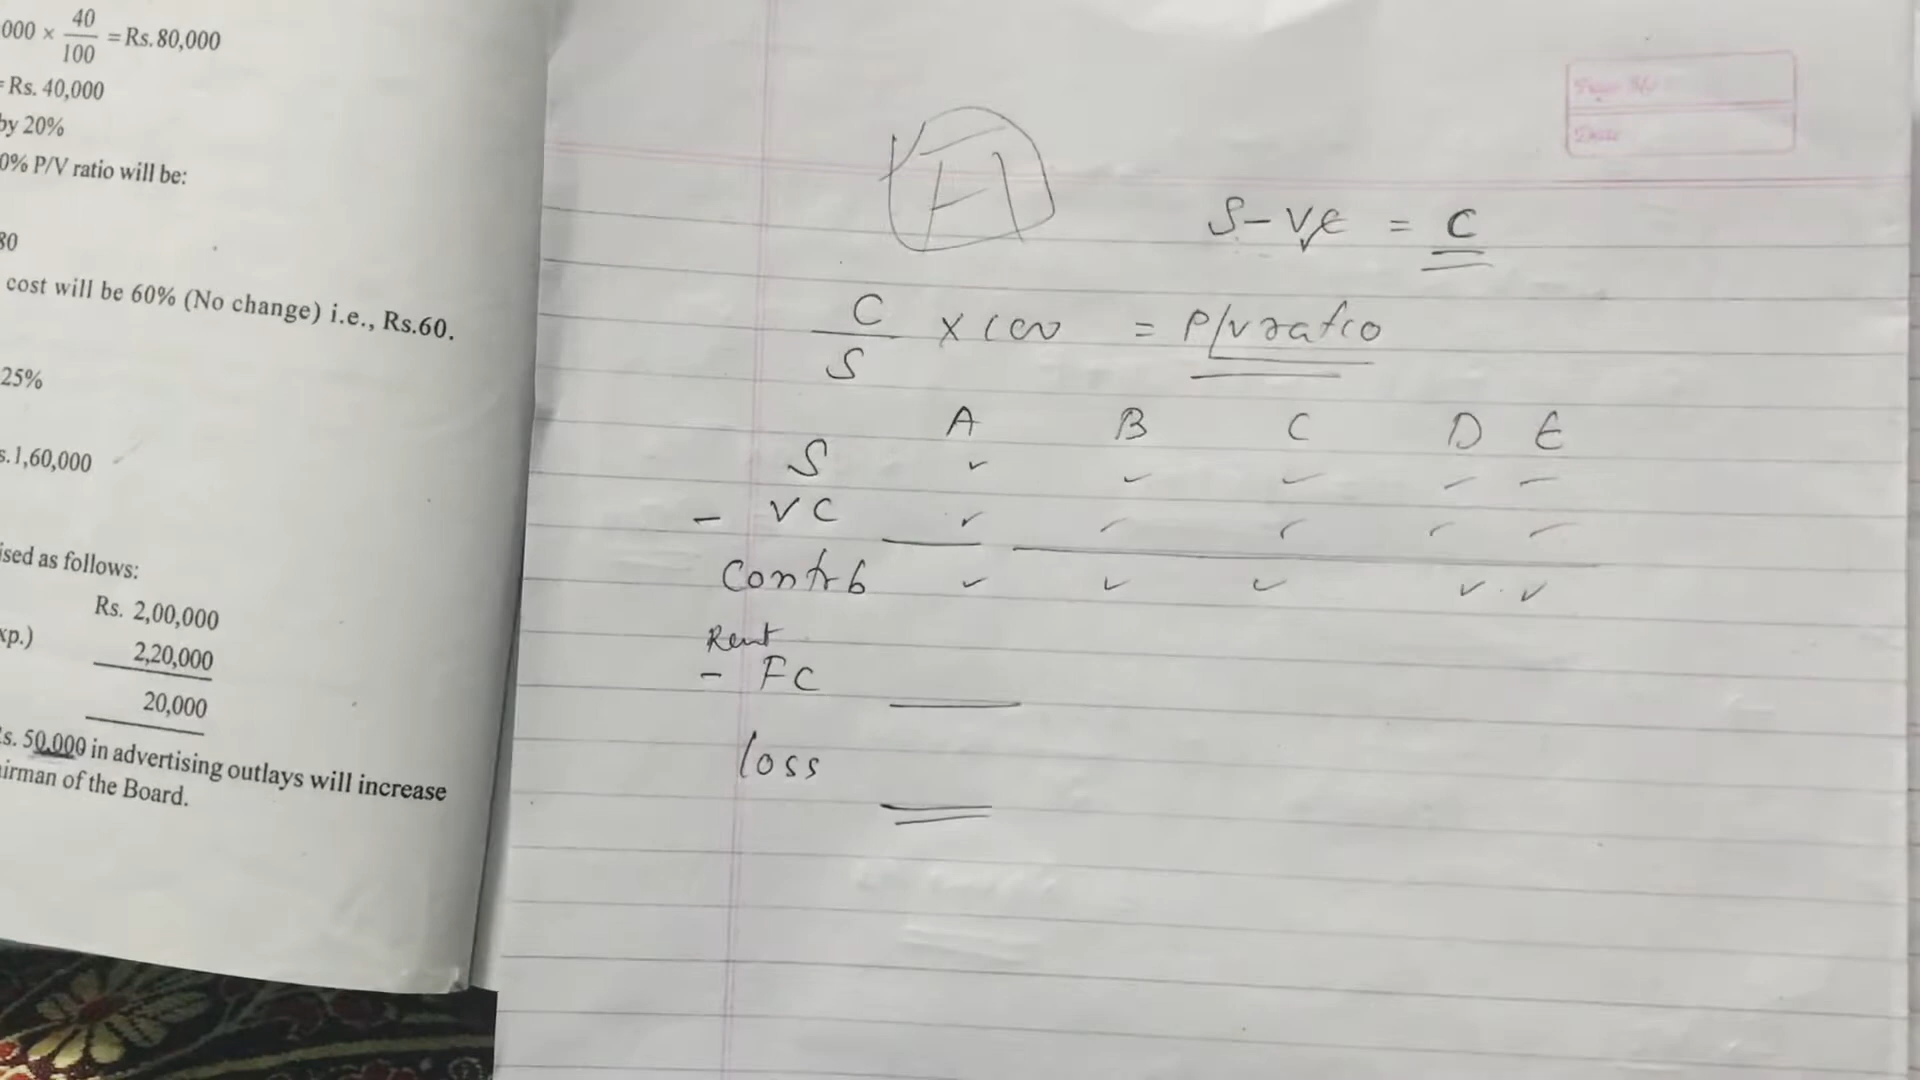 000 × 40/100 = Rs. 80,000
= Rs. 40,000
by 20%
0% P/V ratio will be:
80
cost will be 60% (No change) i.e., Rs.60.
25%
s.1,60,000
ised as follows:
Rs. 2,00,000
xp.) 2,20,000
20,000
s. 50,000 in advertising outlays will increase
airman of the Board.
S - VC = C
C/S × 100 = P/V ratio
A B C D E
S ✓ ✓ ✓ ✓ ✓
- VC ✓ ✓ ✓ ✓ ✓
Contrb ✓ ✓ ✓ ✓ ✓
Rent
- FC
loss
Date